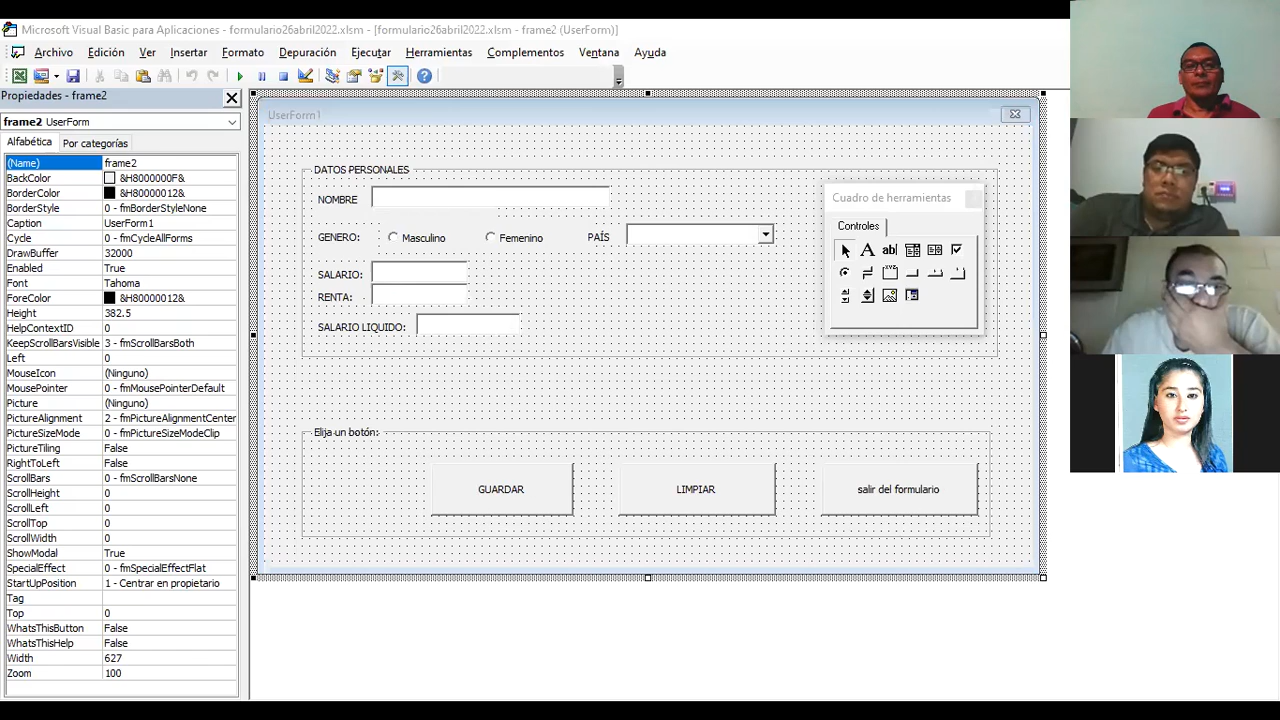 Microsoft Visual Basic para Aplicaciones - formulario26abril2022.xlsm - [formulario26abril2022.xlsm - frame2 (UserForm)]
Archivo Edición Ver Insertar Formato Depuración Ejecutar Herramientas Complementos Ventana Ayuda
Propiedades - frame2
frame2 UserForm
Alfabética Por categorías
(Name) frame2
BackColor &H8000000F&
BorderColor &H80000012&
BorderStyle 0 - fmBorderStyleNone
Caption UserForm1
Cycle 0 - fmCycleAllForms
DrawBuffer 32000
Enabled True
Font Tahoma
ForeColor &H80000012&
Height 382.5
HelpContextID 0
KeepScrollBarsVisible 3 - fmScrollBarsBoth
Left 0
MouseIcon (Ninguno)
MousePointer 0 - fmMousePointerDefault
Picture (Ninguno)
PictureAlignment 2 - fmPictureAlignmentCenter
PictureSizeMode 0 - fmPictureSizeModeClip
PictureTiling False
RightToLeft False
ScrollBars 0 - fmScrollBarsNone
ScrollHeight 0
ScrollLeft 0
ScrollTop 0
ScrollWidth 0
ShowModal True
SpecialEffect 0 - fmSpecialEffectFlat
StartUpPosition 1 - Centrar en propietario
Tag
Top 0
WhatsThisButton False
WhatsThisHelp False
Width 627
Zoom 100
UserForm1
DATOS PERSONALES
NOMBRE
GENERO: Masculino Femenino PAÍS
SALARIO:
RENTA:
SALARIO LIQUIDO:
Cuadro de herramientas
Controles
A ab|
XYZ
Elija un botón:
GUARDAR LIMPIAR salir del formulario